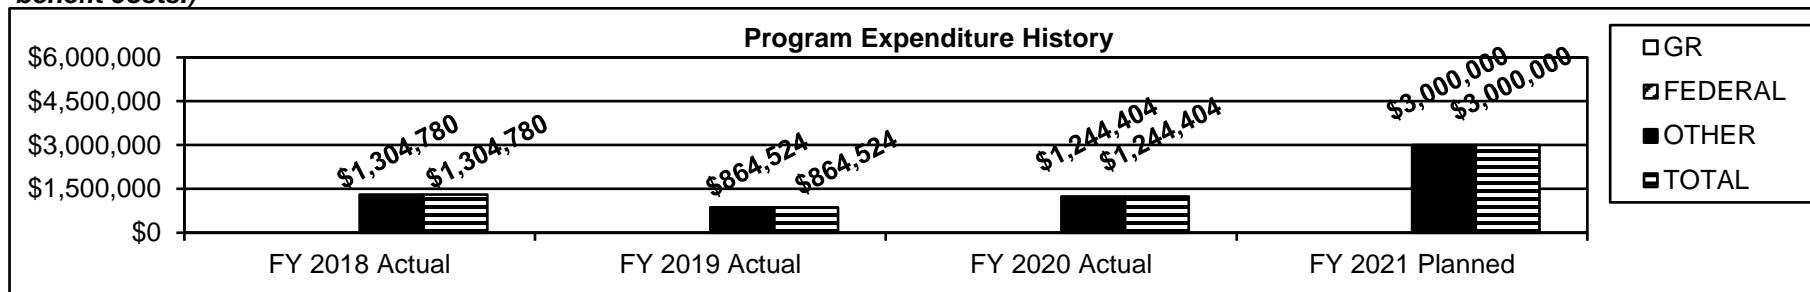 benefit costs.)
Program Expenditure History
$6,000,000
$4,500,000
$3,000,000
$1,500,000
$0
$1,304,780
$1,304,780
$864,524
$864,524
$1,244,404
$1,244,404
$3,000,000
$3,000,000
FY 2018 Actual
FY 2019 Actual
FY 2020 Actual
FY 2021 Planned
GR
FEDERAL
OTHER
TOTAL